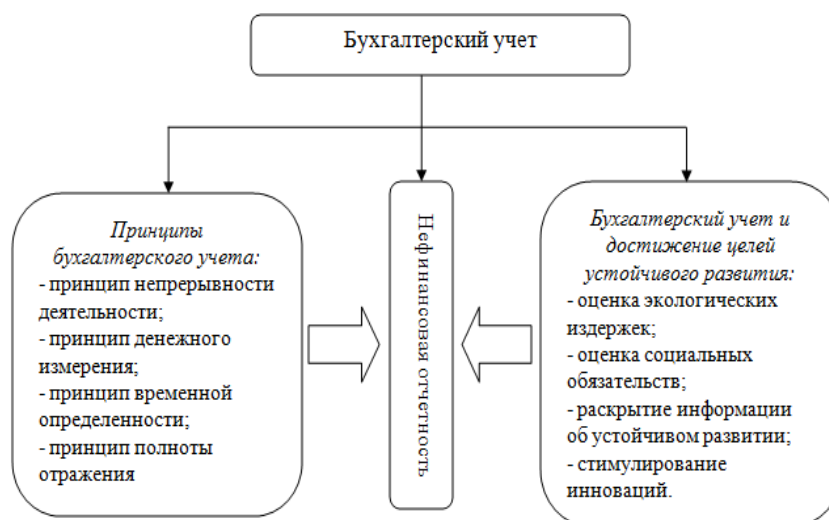 Бухгалтерский учет
Принципы
бухгалтерского учета:
- принцип непрерывности
деятельности;
- принцип денежного
измерения;
- принцип временной
определенности;
- принцип полноты
отражения
Нефинансовая отчетность
Бухгалтерский учет и
достижение целей
устойчивого развития:
- оценка экологических
издержек;
- оценка социальных
обязательств;
- раскрытие информации
об устойчивом развитии;
- стимулирование
инноваций.